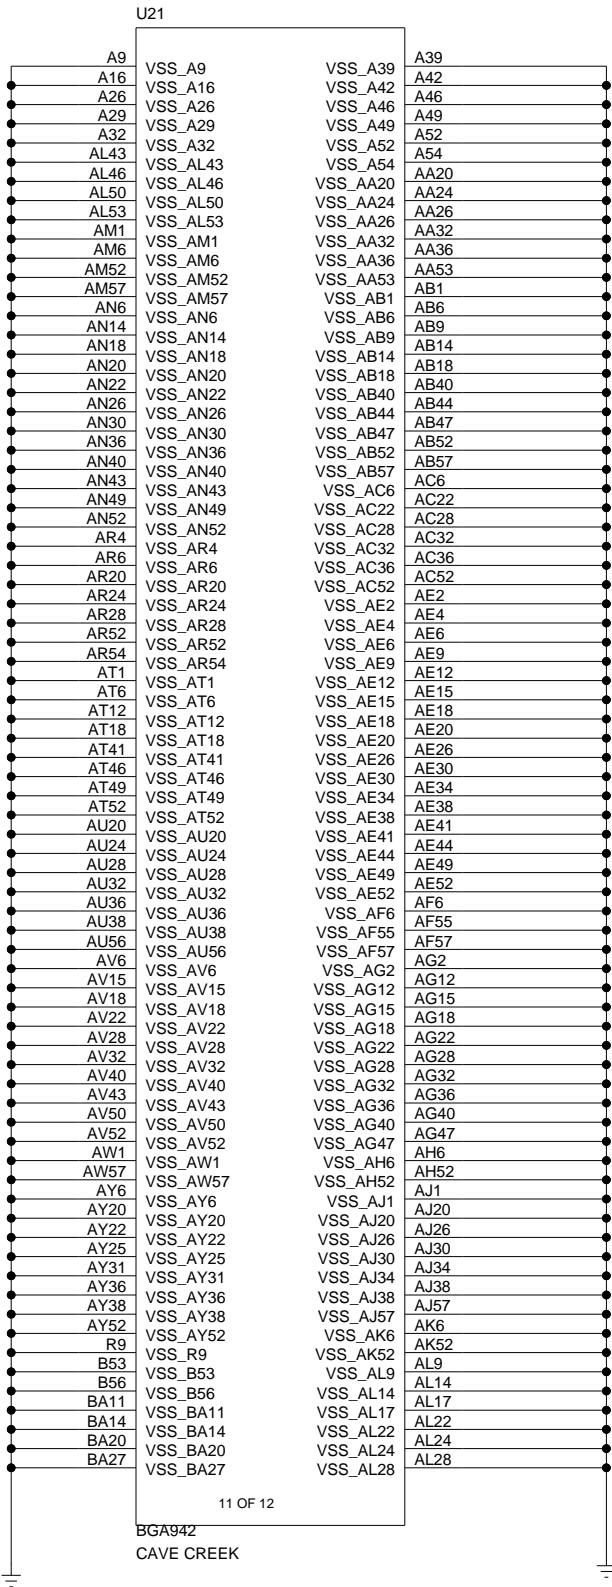 U21
A9 VSS_A9 VSS_A39 A39
A16 VSS_A16 VSS_A42 A42
A26 VSS_A26 VSS_A46 A46
A29 VSS_A29 VSS_A49 A49
A32 VSS_A32 VSS_A52 A52
AL43 VSS_AL43 VSS_A54 A54
AL46 VSS_AL46 VSS_AA20 AA20
AL50 VSS_AL50 VSS_AA24 AA24
AL53 VSS_AL53 VSS_AA26 AA26
AM1 VSS_AM1 VSS_AA32 AA32
AM6 VSS_AM6 VSS_AA36 AA36
AM52 VSS_AM52 VSS_AA53 AA53
AM57 VSS_AM57 VSS_AB1 AB1
AN6 VSS_AN6 VSS_AB6 AB6
AN14 VSS_AN14 VSS_AB9 AB9
AN18 VSS_AN18 VSS_AB14 AB14
AN20 VSS_AN20 VSS_AB18 AB18
AN22 VSS_AN22 VSS_AB40 AB40
AN26 VSS_AN26 VSS_AB44 AB44
AN30 VSS_AN30 VSS_AB47 AB47
AN36 VSS_AN36 VSS_AB52 AB52
AN40 VSS_AN40 VSS_AB57 AB57
AN43 VSS_AN43 VSS_AC6 AC6
AN49 VSS_AN49 VSS_AC22 AC22
AN52 VSS_AN52 VSS_AC28 AC28
AR4 VSS_AR4 VSS_AC32 AC32
AR6 VSS_AR6 VSS_AC36 AC36
AR20 VSS_AR20 VSS_AC52 AC52
AR24 VSS_AR24 VSS_AE2 AE2
AR28 VSS_AR28 VSS_AE4 AE4
AR52 VSS_AR52 VSS_AE6 AE6
AR54 VSS_AR54 VSS_AE9 AE9
AT1 VSS_AT1 VSS_AE12 AE12
AT6 VSS_AT6 VSS_AE15 AE15
AT12 VSS_AT12 VSS_AE18 AE18
AT18 VSS_AT18 VSS_AE20 AE20
AT41 VSS_AT41 VSS_AE26 AE26
AT46 VSS_AT46 VSS_AE30 AE30
AT49 VSS_AT49 VSS_AE34 AE34
AT52 VSS_AT52 VSS_AE38 AE38
AU20 VSS_AU20 VSS_AE41 AE41
AU24 VSS_AU24 VSS_AE44 AE44
AU28 VSS_AU28 VSS_AE49 AE49
AU32 VSS_AU32 VSS_AE52 AE52
AU36 VSS_AU36 VSS_AF6 AF6
AU38 VSS_AU38 VSS_AF55 AF55
AU56 VSS_AU56 VSS_AF57 AF57
AV6 VSS_AV6 VSS_AG2 AG2
AV15 VSS_AV15 VSS_AG12 AG12
AV18 VSS_AV18 VSS_AG15 AG15
AV22 VSS_AV22 VSS_AG18 AG18
AV28 VSS_AV28 VSS_AG22 AG22
AV32 VSS_AV32 VSS_AG28 AG28
AV40 VSS_AV40 VSS_AG32 AG32
AV43 VSS_AV43 VSS_AG36 AG36
AV50 VSS_AV50 VSS_AG40 AG40
AV52 VSS_AV52 VSS_AG47 AG47
AW1 VSS_AW1 VSS_AH6 AH6
AW57 VSS_AW57 VSS_AH52 AH52
AY6 VSS_AY6 VSS_AJ1 AJ1
AY20 VSS_AY20 VSS_AJ20 AJ20
AY22 VSS_AY22 VSS_AJ26 AJ26
AY25 VSS_AY25 VSS_AJ30 AJ30
AY31 VSS_AY31 VSS_AJ34 AJ34
AY36 VSS_AY36 VSS_AJ38 AJ38
AY38 VSS_AY38 VSS_AJ57 AJ57
AY52 VSS_AY52 VSS_AK6 AK6
R9 VSS_R9 VSS_AK52 AK52
B53 VSS_B53 VSS_AL9 AL9
B56 VSS_B56 VSS_AL14 AL14
BA11 VSS_BA11 VSS_AL17 AL17
BA14 VSS_BA14 VSS_AL22 AL22
BA20 VSS_BA20 VSS_AL24 AL24
BA27 VSS_BA27 VSS_AL28 AL28
11 OF 12
BGA942
CAVE CREEK